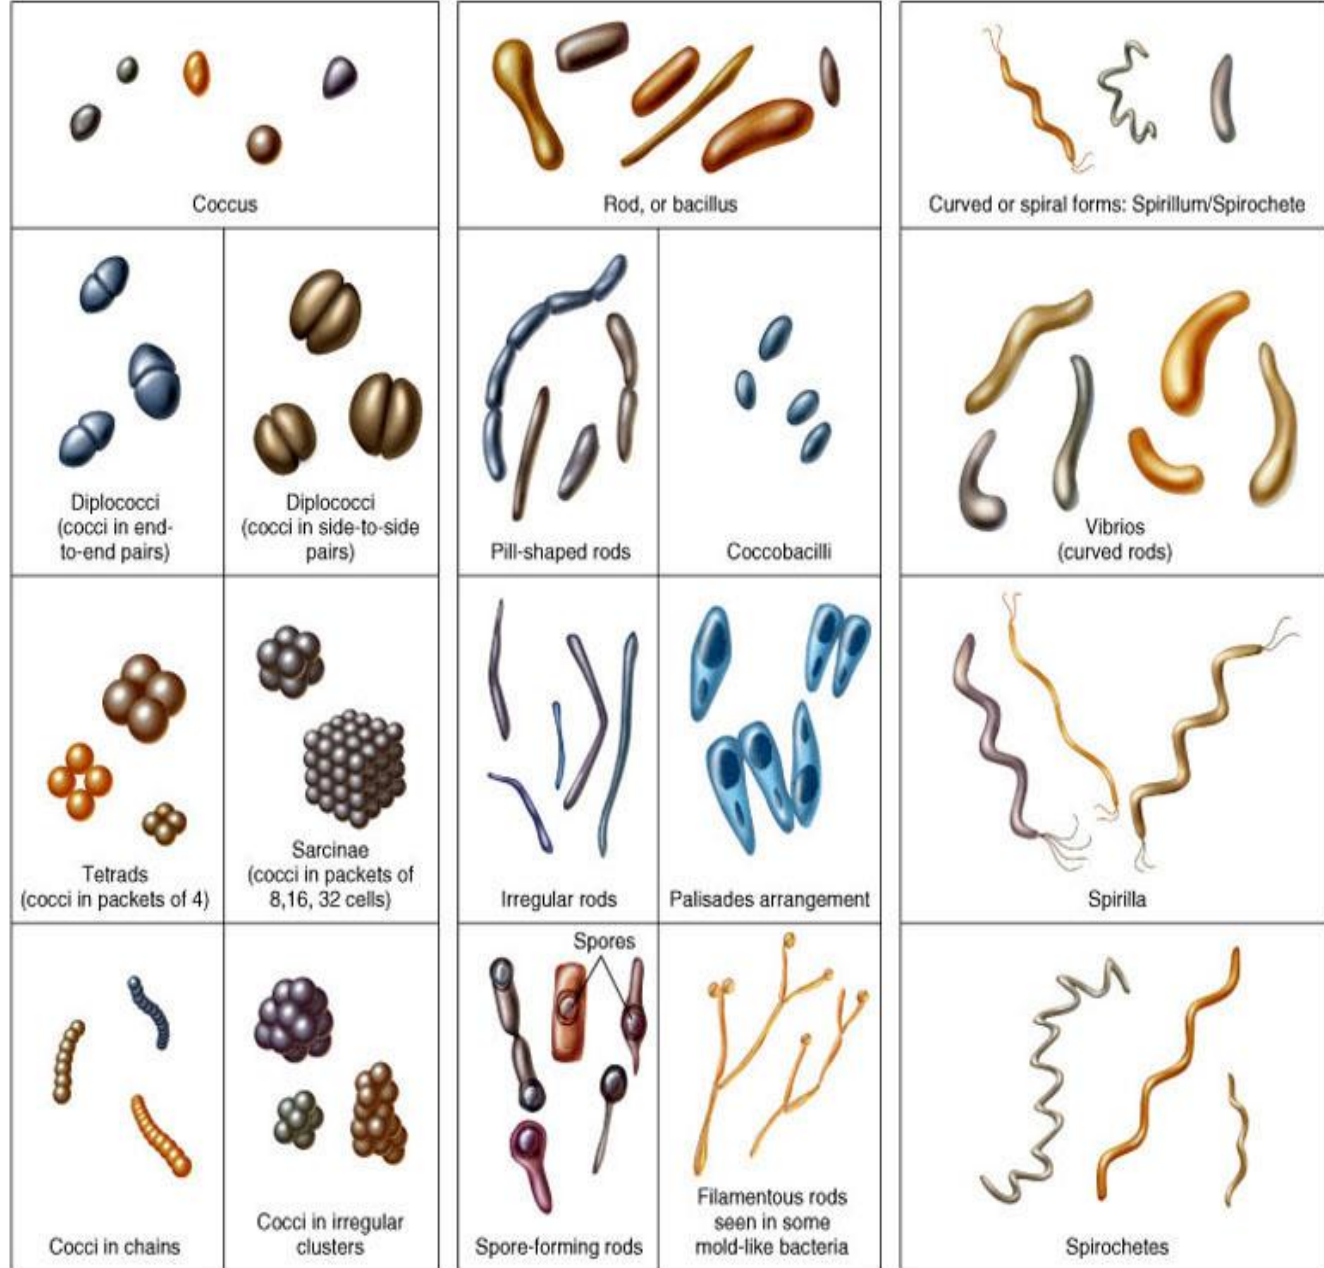 Coccus
Rod, or bacillus
Curved or spiral forms: Spirillum/Spirochete
Diplococci
(cocci in end-
to-end pairs)
Diplococci
(cocci in side-to-side
pairs)
Pill-shaped rods
Coccobacilli
Vibrios
(curved rods)
Tetrads
(cocci in packets of 4)
Sarcinae
(cocci in packets of
8,16, 32 cells)
Irregular rods
Palisades arrangement
Spirilla
Cocci in chains
Cocci in irregular
clusters
Spores
Spore-forming rods
Filamentous rods
seen in some
mold-like bacteria
Spirochetes